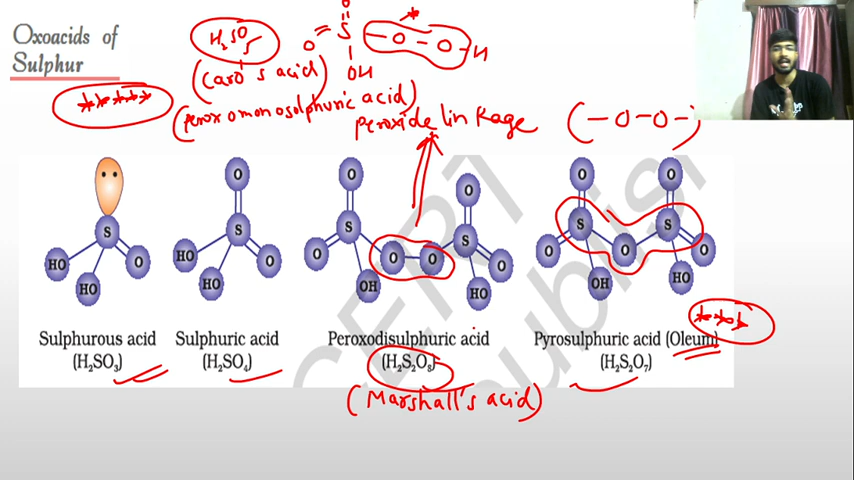 Oxoacids of
Sulphur
*****
H₂SO₅
(Caro's acid)
(peroxomonosulphuric acid)
O
O=S-O-O-H
OH
peroxide linkage (-O-O-)
O O O O O
S S S S S S
HO O HO O O O O O O O O
HO HO OH HO OH HO
Sulphurous acid Sulphuric acid Peroxodisulphuric acid Pyrosulphuric acid (Oleum)
(H₂SO₃) (H₂SO₄) (H₂S₂O₈) (H₂S₂O₇)
***
(Marshall's acid)